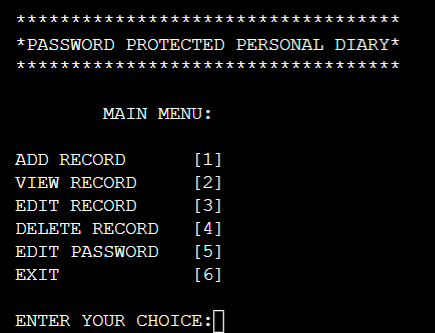 ***********************************
*PASSWORD PROTECTED PERSONAL DIARY*
***********************************
MAIN MENU:
ADD RECORD [1]
VIEW RECORD [2]
EDIT RECORD [3]
DELETE RECORD [4]
EDIT PASSWORD [5]
EXIT [6]
ENTER YOUR CHOICE: